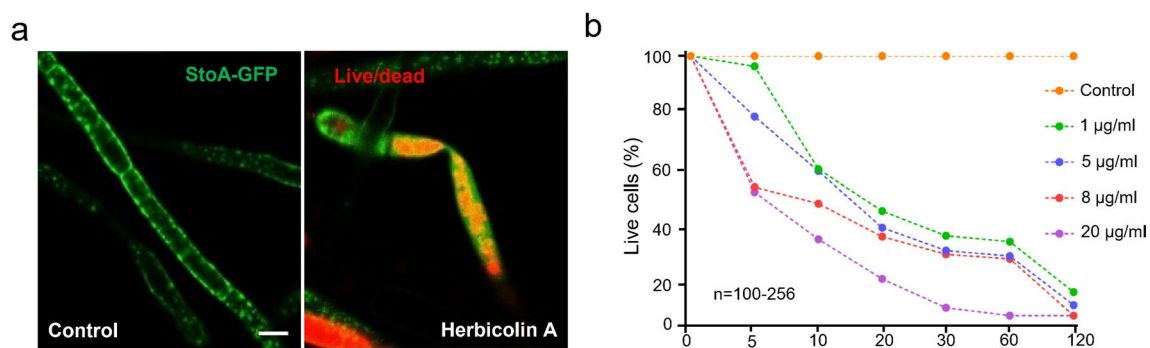 a
StoA-GFP
Live/dead
Control
Herbicolin A
b
100
80
60
40
20
0
Live cells (%)
n=100-256
0 5 10 20 30 60 120
Control
1 µg/ml
5 µg/ml
8 µg/ml
20 µg/ml